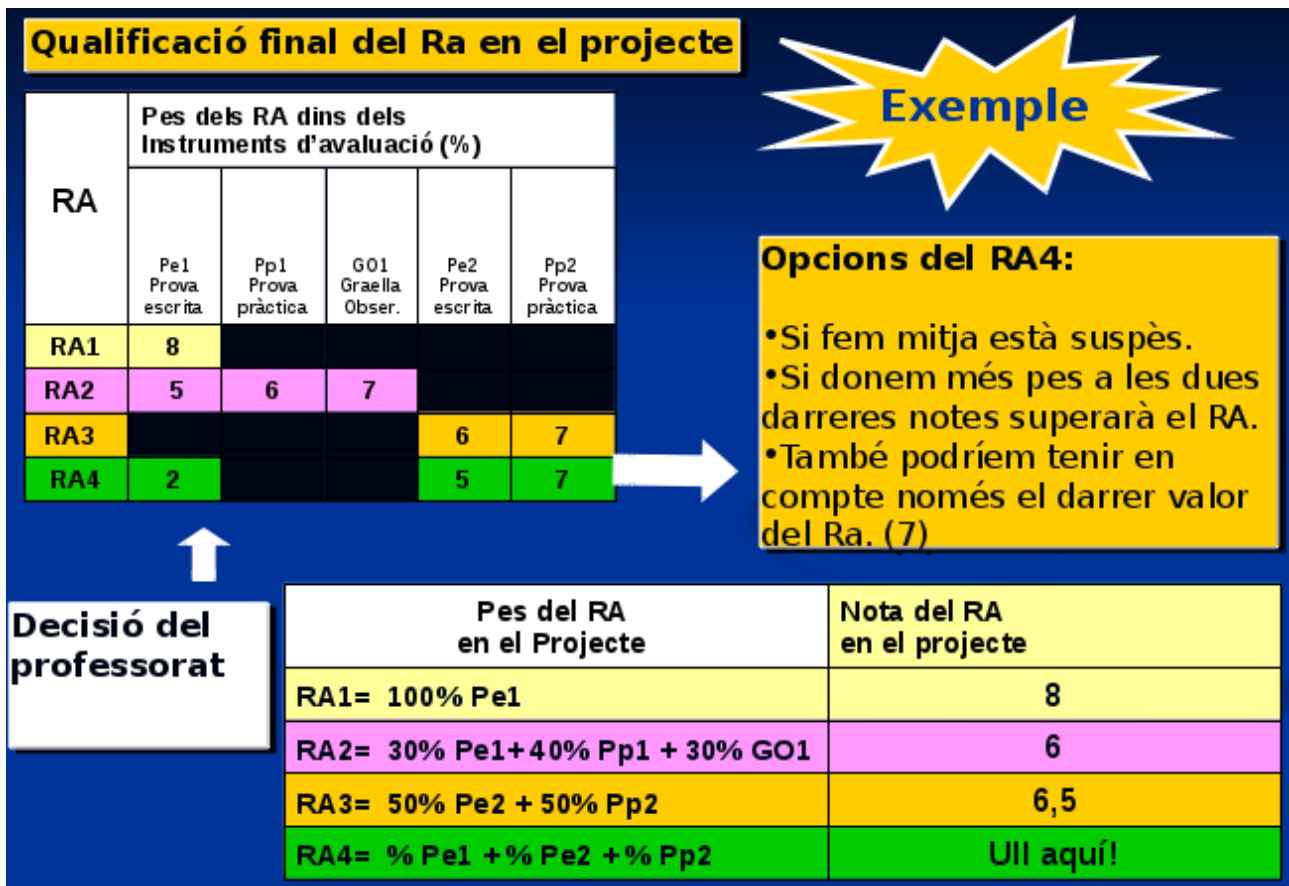 Qualificació final del Ra en el projecte
Exemple
RA
Pes dels RA dins dels
Instruments d'avaluació (%)
Pe1
Prova
escrita
Pp1
Prova
pràctica
GO1
Graella
Obser.
Pe2
Prova
escrita
Pp2
Prova
pràctica
RA1 8
RA2 5 6 7
RA3 6 7
RA4 2 5 7
Opcions del RA4:
•Si fem mitja està suspès.
•Si donem més pes a les dues
darreres notes superarà el RA.
•També podríem tenir en
compte només el darrer valor
del Ra. (7)
Decisió del
professorat
Pes del RA
en el Projecte
Nota del RA
en el projecte
RA1= 100% Pe1 8
RA2= 30% Pe1+40% Pp1 + 30% GO1 6
RA3= 50% Pe2 + 50% Pp2 6,5
RA4= % Pe1 +% Pe2 +% Pp2 Ull aquí!